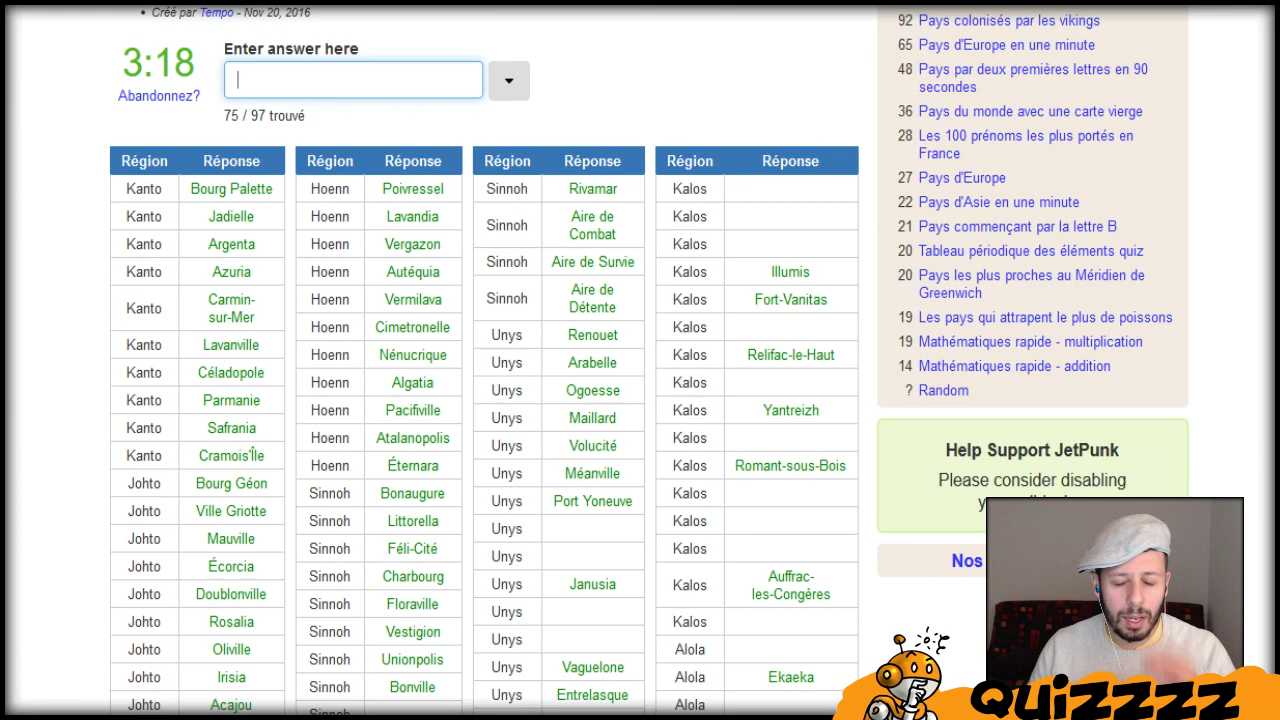 Créé par Tempo - Nov 20, 2016
3:18
Abandonnez?
Enter answer here
75 / 97 trouvé
Région Réponse
Kanto Bourg Palette
Kanto Jadielle
Kanto Argenta
Kanto Azuria
Kanto Carmin-
sur-Mer
Kanto Lavanville
Kanto Céladopole
Kanto Parmanie
Kanto Safrania
Kanto Cramois'Île
Johto Bourg Géon
Johto Ville Griotte
Johto Mauville
Johto Écorcia
Johto Doublonville
Johto Rosalia
Johto Oliville
Johto Irisia
Johto Acajou
Région Réponse
Hoenn Poivressel
Hoenn Lavandia
Hoenn Vergazon
Hoenn Autéquia
Hoenn Vermilava
Hoenn Cimetronelle
Hoenn Nénucrique
Hoenn Algatia
Hoenn Pacifiville
Hoenn Atalanopolis
Hoenn Éternara
Sinnoh Bonaugure
Sinnoh Littorella
Sinnoh Féli-Cité
Sinnoh Charbourg
Sinnoh Floraville
Sinnoh Vestigion
Sinnoh Unionpolis
Sinnoh Bonville
Sinnoh
Région Réponse
Sinnoh Rivamar
Sinnoh Aire de
Combat
Sinnoh Aire de Survie
Sinnoh Aire de
Détente
Unys Renouet
Unys Arabelle
Unys Ogoesse
Unys Maillard
Unys Volucité
Unys Méanville
Unys Port Yoneuve
Unys
Unys
Unys Janusia
Unys
Unys
Unys Vaguelone
Unys Entrelasque
Région Réponse
Kalos
Kalos
Kalos
Kalos Illumis
Kalos Fort-Vanitas
Kalos
Kalos Relifac-le-Haut
Kalos
Kalos Yantreizh
Kalos
Kalos Romant-sous-Bois
Kalos
Kalos
Kalos
Kalos Auffrac-
les-Congères
Kalos
Alola
Alola Ekaeka
Alola
92 Pays colonisés par les vikings
65 Pays d'Europe en une minute
48 Pays par deux premières lettres en 90
secondes
36 Pays du monde avec une carte vierge
28 Les 100 prénoms les plus portés en
France
27 Pays d'Europe
22 Pays d'Asie en une minute
21 Pays commençant par la lettre B
20 Tableau périodique des éléments quiz
20 Pays les plus proches au Méridien de
Greenwich
19 Les pays qui attrapent le plus de poissons
19 Mathématiques rapide - multiplication
14 Mathématiques rapide - addition
? Random
Help Support JetPunk
Please consider disabling
Nos
QUiZZZZ